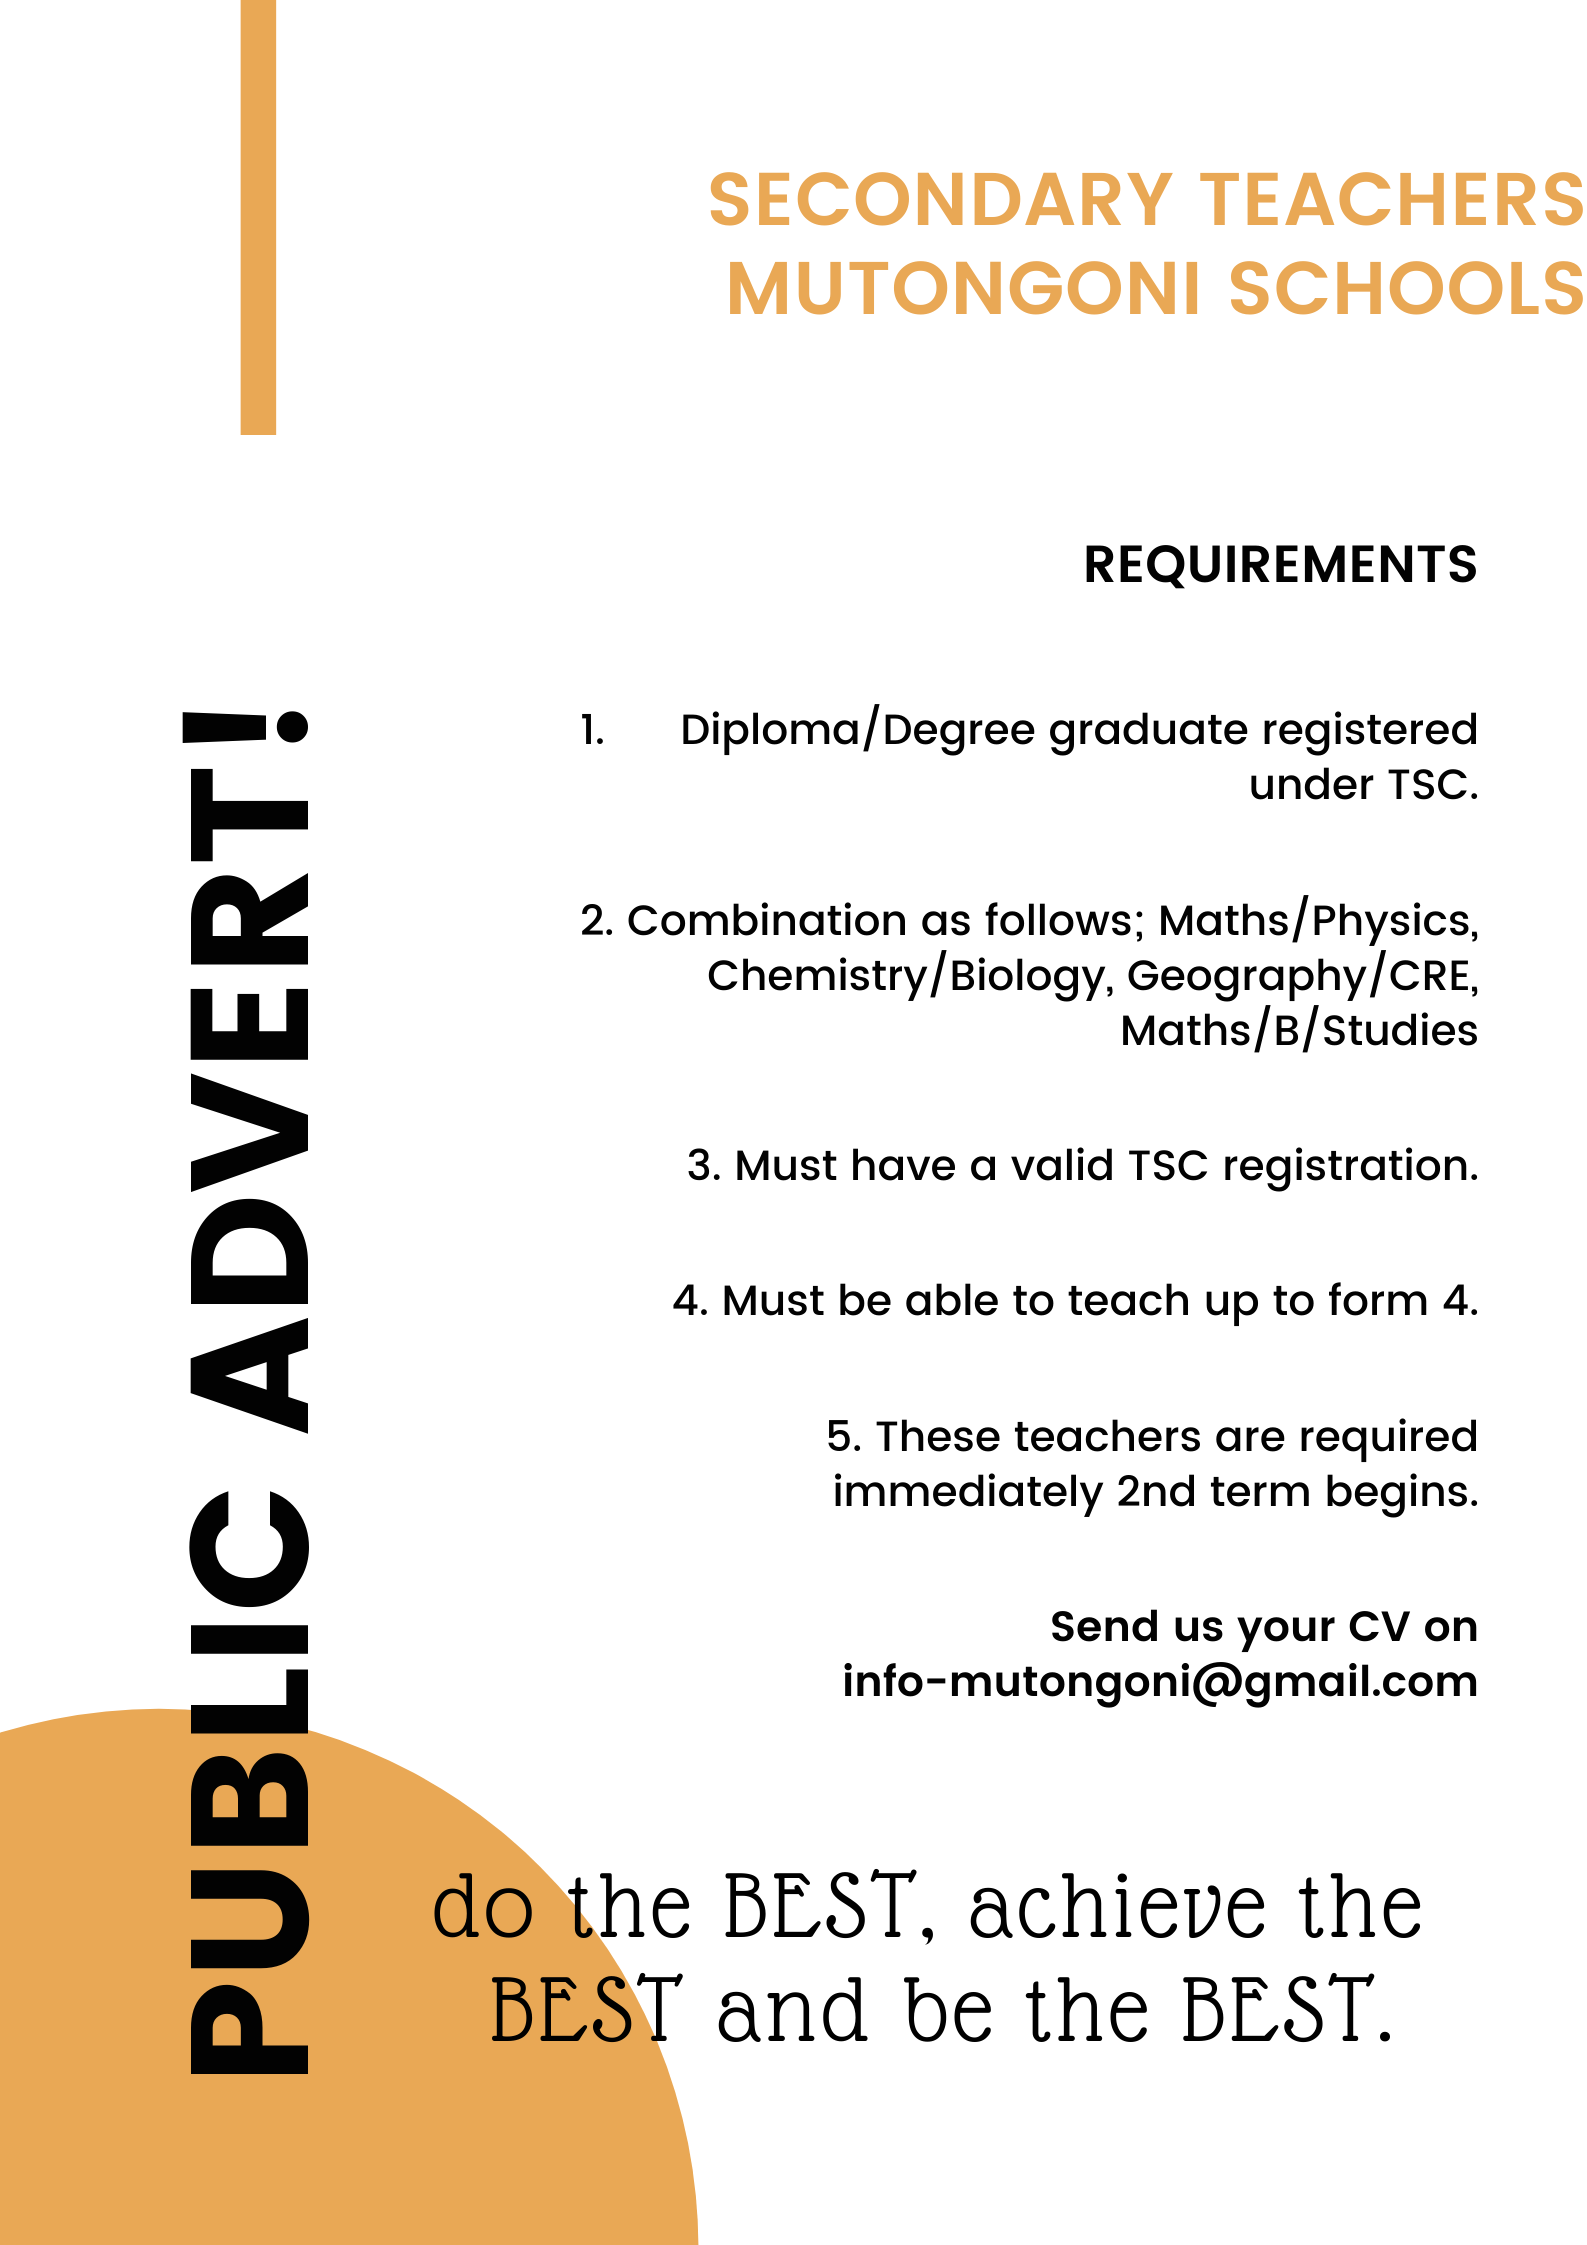 SECONDARY TEACHERS
MUTONGONI SCHOOLS
PUBLIC ADVERT!
REQUIREMENTS
1. Diploma/Degree graduate registered
under TSC.
2. Combination as follows; Maths/Physics,
Chemistry/Biology, Geography/CRE,
Maths/B/Studies
3. Must have a valid TSC registration.
4. Must be able to teach up to form 4.
5. These teachers are required
immediately 2nd term begins.
Send us your CV on
info-mutongoni@gmail.com
do the BEST, achieve the
BEST and be the BEST.